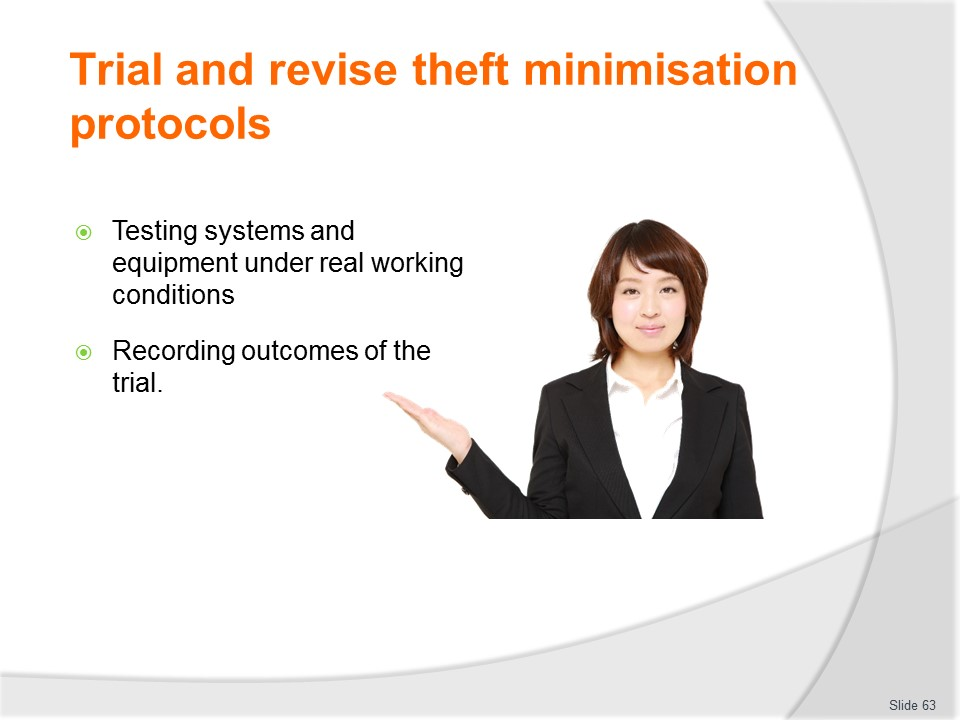 Trial and revise theft minimisation
protocols
Testing systems and
equipment under real working
conditions
Recording outcomes of the
trial.
Slide 63